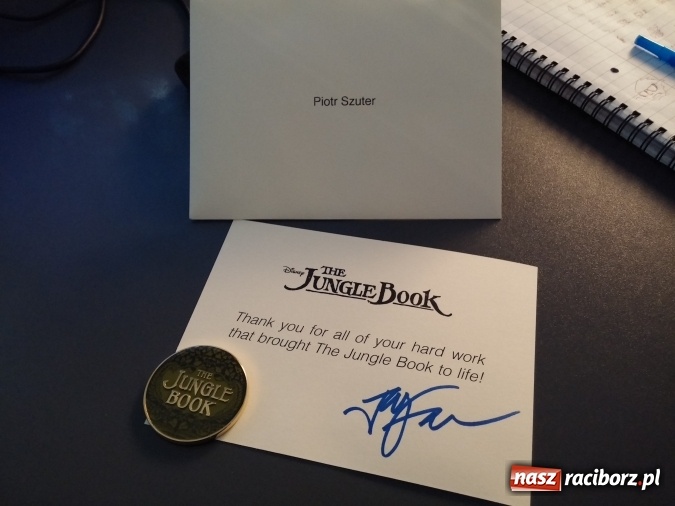 Piotr Szuter
Disney
THE
JUNGLE BOOK
Thank you for all of your hard work
that brought The Jungle Book to life!
THE
JUNGLE
BOOK
nasz raciborz.pl